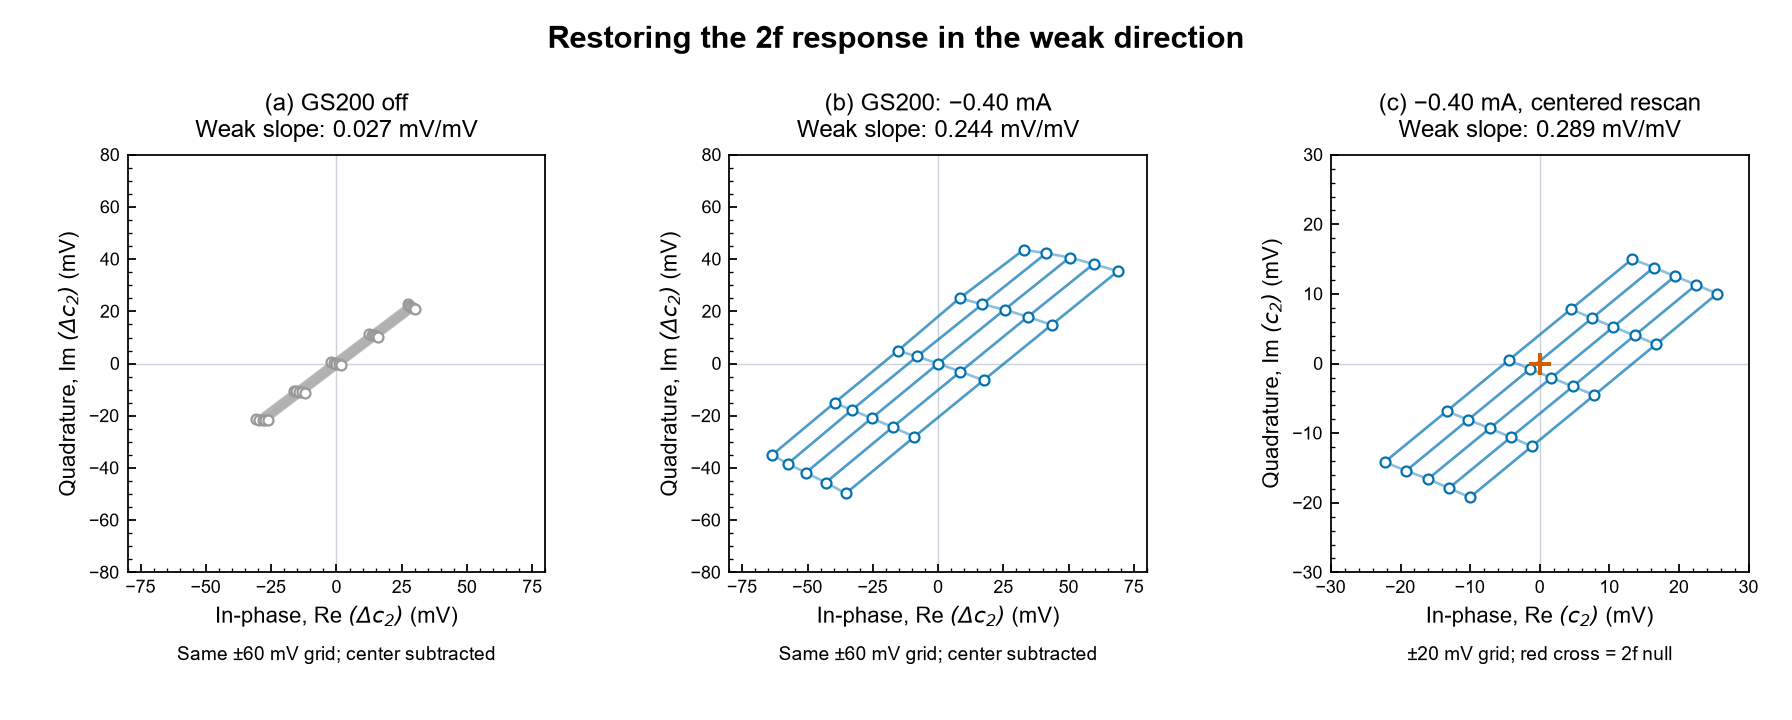 Restoring the 2f response in the weak direction
(a) GS200 off
Weak slope: 0.027 mV/mV
80
60
40
20
0
−20
−40
−60
−80
−75 −50 −25 0 25 50 75
Quadrature, Im (Δc₂) (mV)
In-phase, Re (Δc₂) (mV)
Same ±60 mV grid; center subtracted
(b) GS200: −0.40 mA
Weak slope: 0.244 mV/mV
80
60
40
20
0
−20
−40
−60
−80
−75 −50 −25 0 25 50 75
Quadrature, Im (Δc₂) (mV)
In-phase, Re (Δc₂) (mV)
Same ±60 mV grid; center subtracted
(c) −0.40 mA, centered rescan
Weak slope: 0.289 mV/mV
30
20
10
0
−10
−20
−30
−30 −20 −10 0 10 20 30
Quadrature, Im (c₂) (mV)
In-phase, Re (c₂) (mV)
±20 mV grid; red cross = 2f null